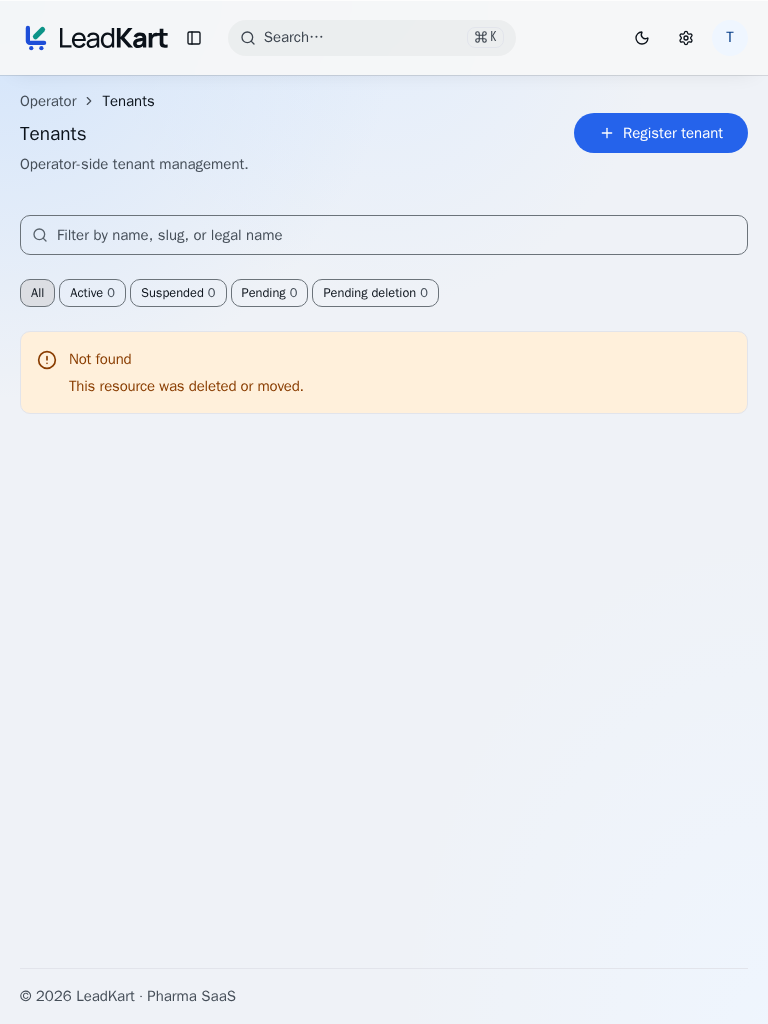 LeadKart
Search…
⌘K
T
Operator > Tenants
Tenants
+ Register tenant
Operator-side tenant management.
Filter by name, slug, or legal name
All
Active 0
Suspended 0
Pending 0
Pending deletion 0
Not found
This resource was deleted or moved.
© 2026 LeadKart · Pharma SaaS